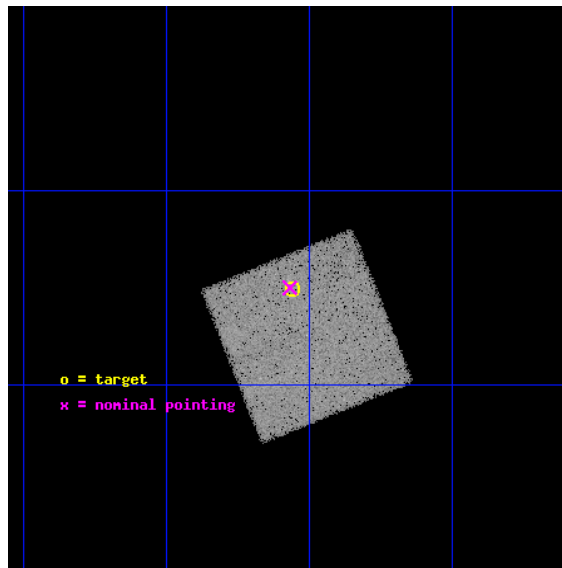 o = target
x = nominal pointing